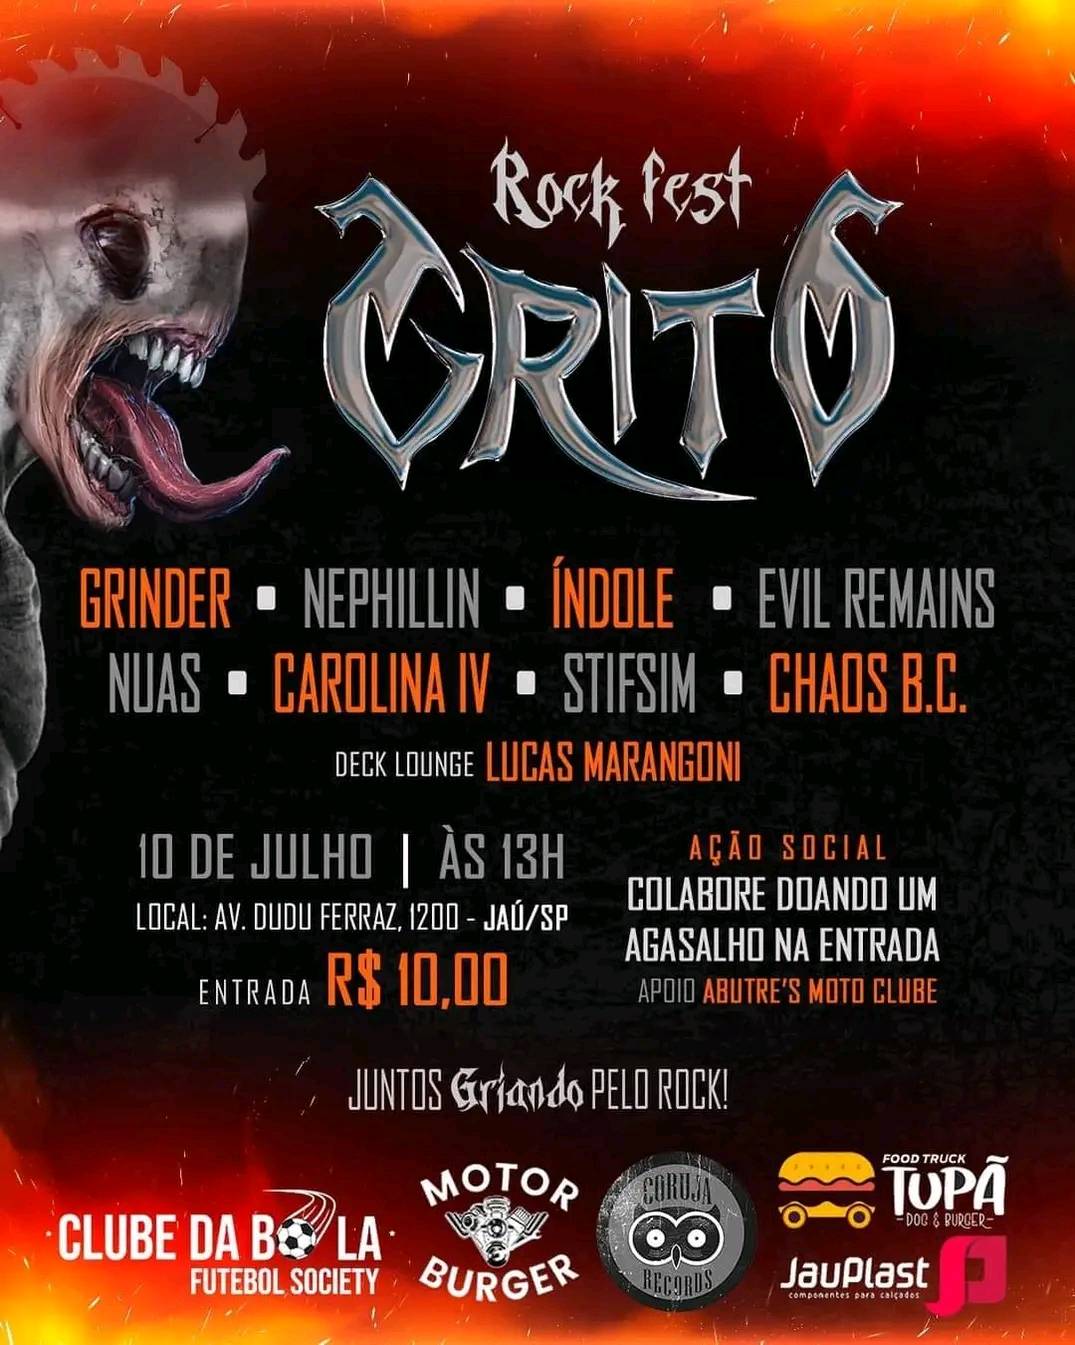 Rock fest
GRITO
GRINDER ▪ NEPHILLIN ▪ ÍNDOLE ▪ EVIL REMAINS
NUAS ▪ CAROLINA IV ▪ STIFSIM ▪ CHAOS B.C.
DECK LOUNGE LUCAS MARANGONI
10 DE JULHO | ÀS 13H
LOCAL: AV. DUDU FERRAZ, 1200 - JAÚ/SP
ENTRADA R$ 10,00
AÇÃO SOCIAL
COLABORE DOANDO UM
AGASALHO NA ENTRADA
APOIO ABUTRE'S MOTO CLUBE
JUNTOS Griando PELO ROCK!
· CLUBE DA BOLA ·
FUTEBOL SOCIETY
MOTOR
BURGER
CORUJA
RECORDS
FOOD TRUCK
TUPÃ
- DOG & BURGER -
JauPlast
componentes para calçados